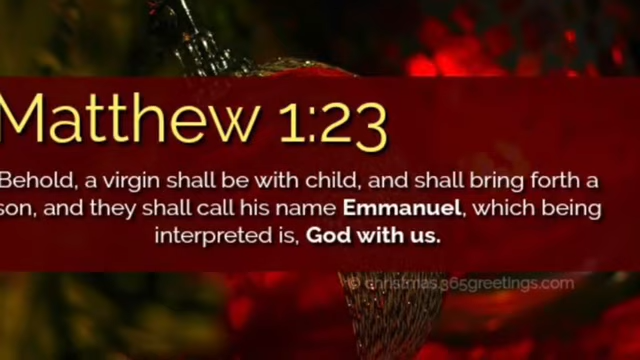 Matthew 1:23
Behold, a virgin shall be with child, and shall bring forth a
son, and they shall call his name Emmanuel, which being
interpreted is, God with us.
© christmas.365greetings.com